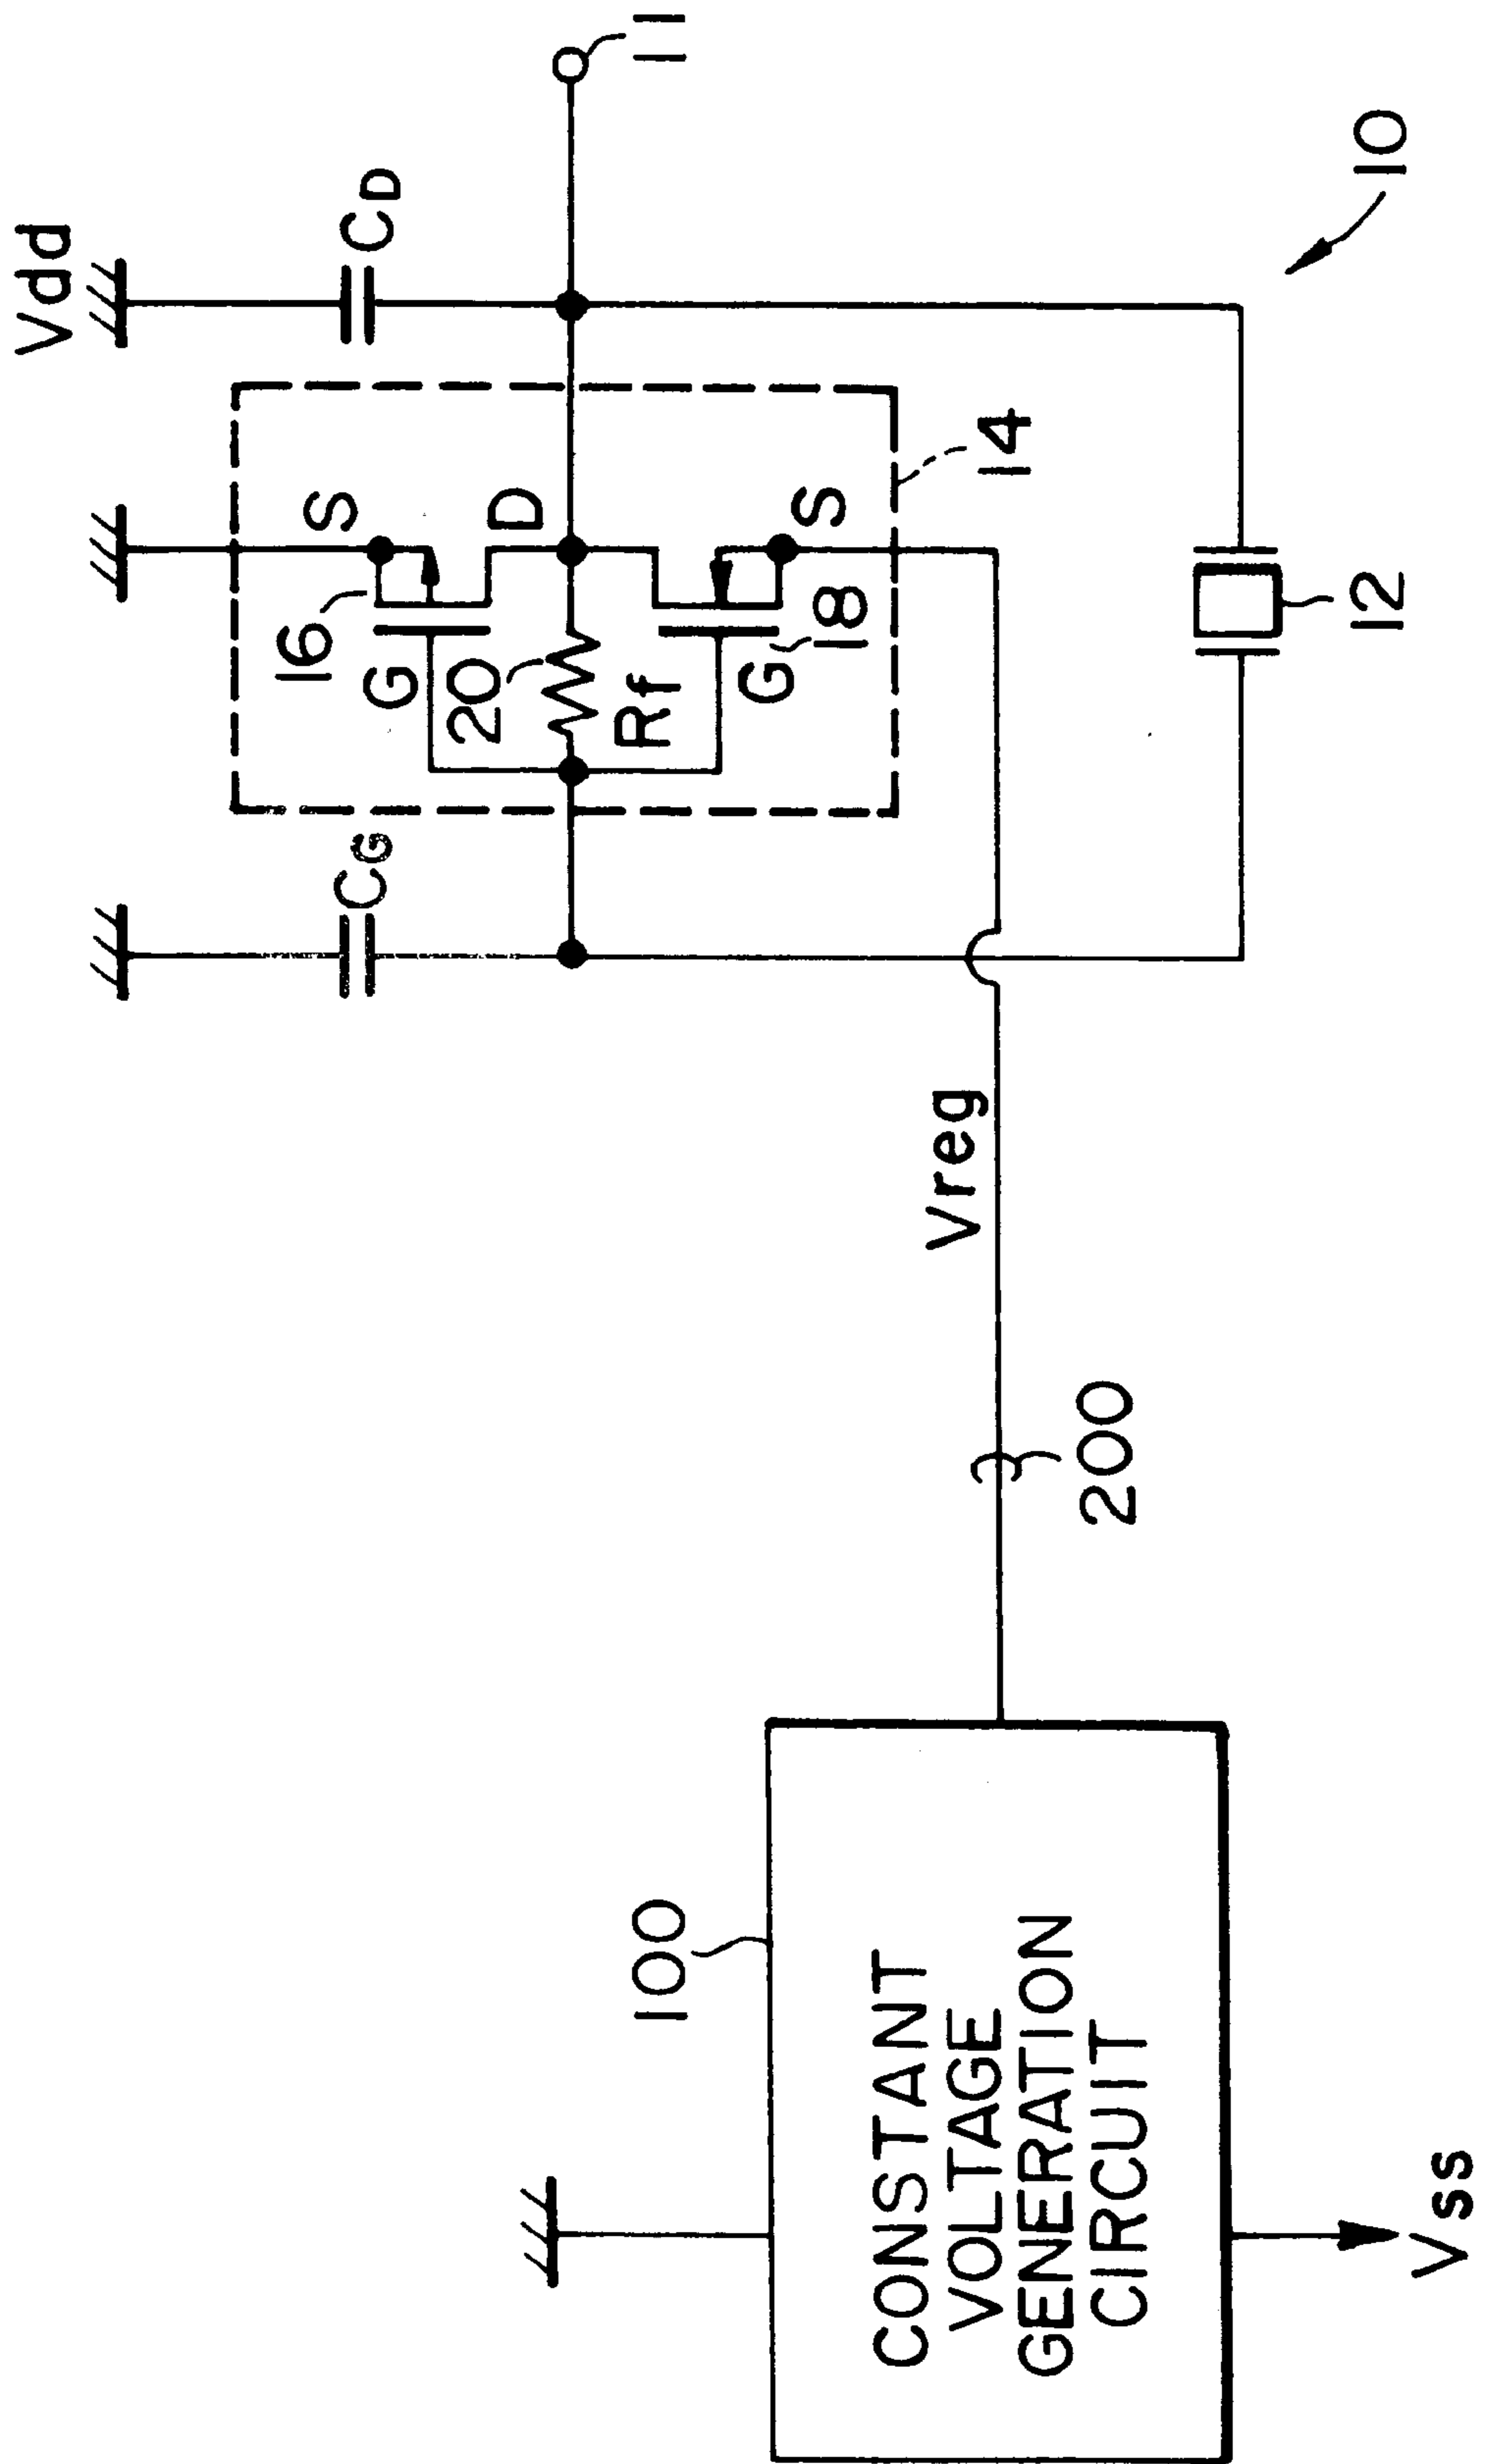 Vdd
CG
CD
16
S
G
D
20
11
Rf
G
18
S
14
Vreg
200
12
10
100
CONSTANT
VOLTAGE
GENERATION
CIRCUIT
Vss